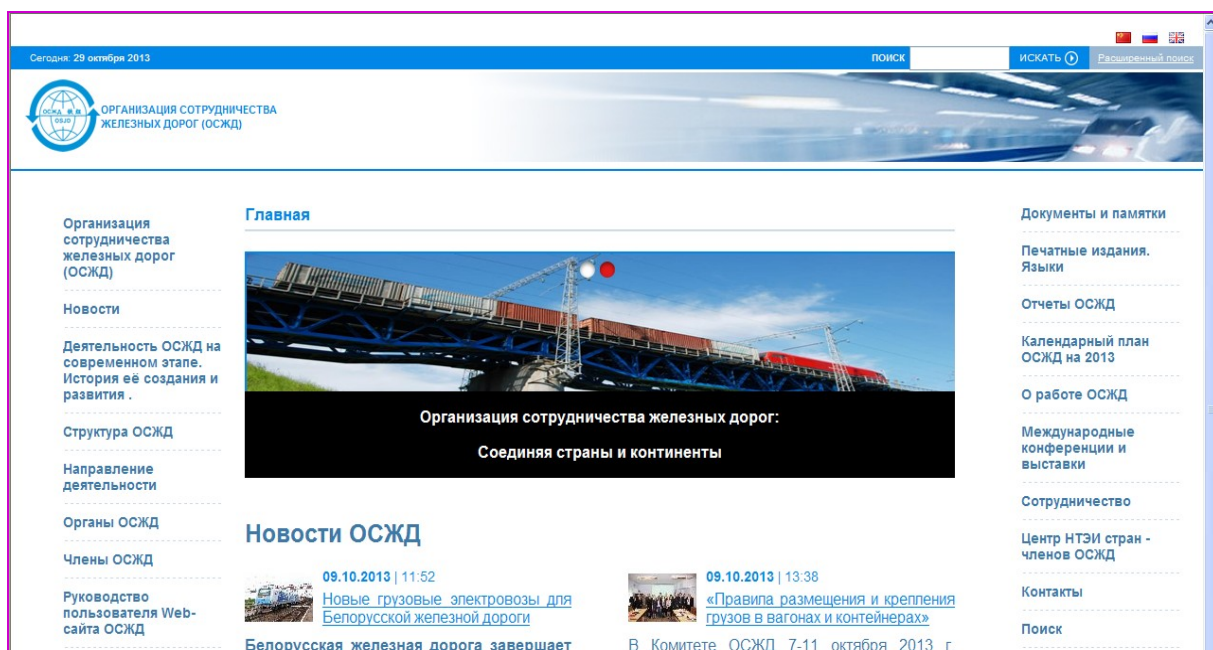 Сегодня: 29 октября 2013
ПОИСК
ИСКАТЬ
Расширенный поиск
ОСЖД
OSJD
ОРГАНИЗАЦИЯ СОТРУДНИЧЕСТВА
ЖЕЛЕЗНЫХ ДОРОГ (ОСЖД)
Организация
сотрудничества
железных дорог
(ОСЖД)
Новости
Деятельность ОСЖД на
современном этапе.
История её создания и
развития .
Структура ОСЖД
Направление
деятельности
Органы ОСЖД
Члены ОСЖД
Руководство
пользователя Web-
сайта ОСЖД
Главная
Организация сотрудничества железных дорог:
Соединяя страны и континенты
Новости ОСЖД
09.10.2013 | 11:52
Новые грузовые электровозы для
Белорусской железной дороги
Белорусская железная дорога завершает
09.10.2013 | 13:38
«Правила размещения и крепления
грузов в вагонах и контейнерах»
В Комитете ОСЖД 7-11 октября 2013 г.
Документы и памятки
Печатные издания.
Языки
Отчеты ОСЖД
Календарный план
ОСЖД на 2013
О работе ОСЖД
Международные
конференции и
выставки
Сотрудничество
Центр НТЭИ стран -
членов ОСЖД
Контакты
Поиск